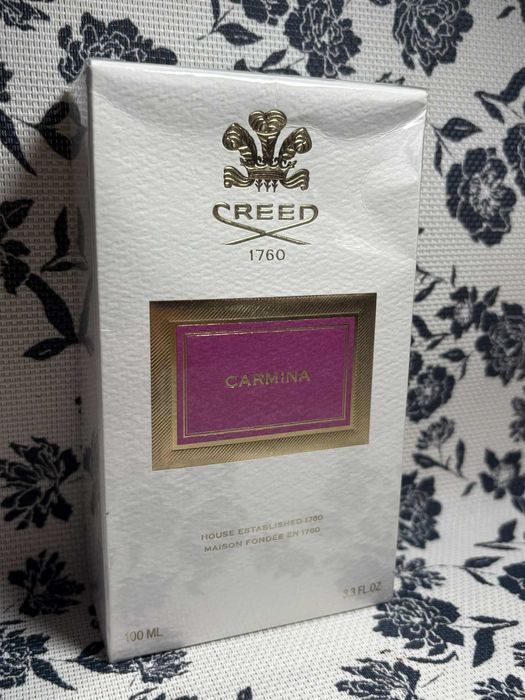 CREED
1760
CARMINA
HOUSE ESTABLISHED 1760
MAISON FONDÉE EN 1760
100 ML
3.3 FL.OZ